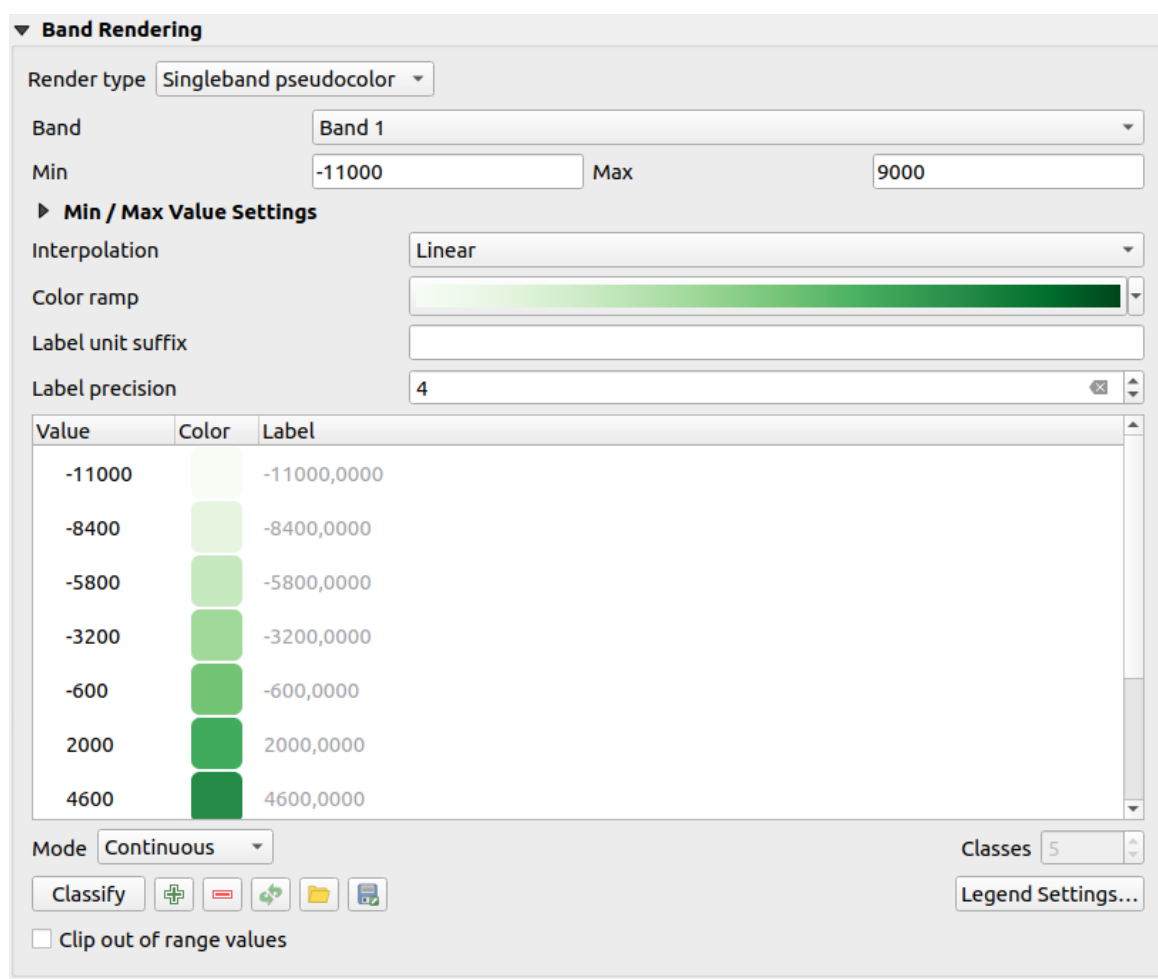 Band Rendering
Render type Singleband pseudocolor
Band Band 1
Min -11000 Max 9000
Min / Max Value Settings
Interpolation Linear
Color ramp
Label unit suffix
Label precision 4
Value Color Label
-11000 -11000,0000
-8400 -8400,0000
-5800 -5800,0000
-3200 -3200,0000
-600 -600,0000
2000 2000,0000
4600 4600,0000
Mode Continuous Classes 5
Classify Legend Settings...
Clip out of range values